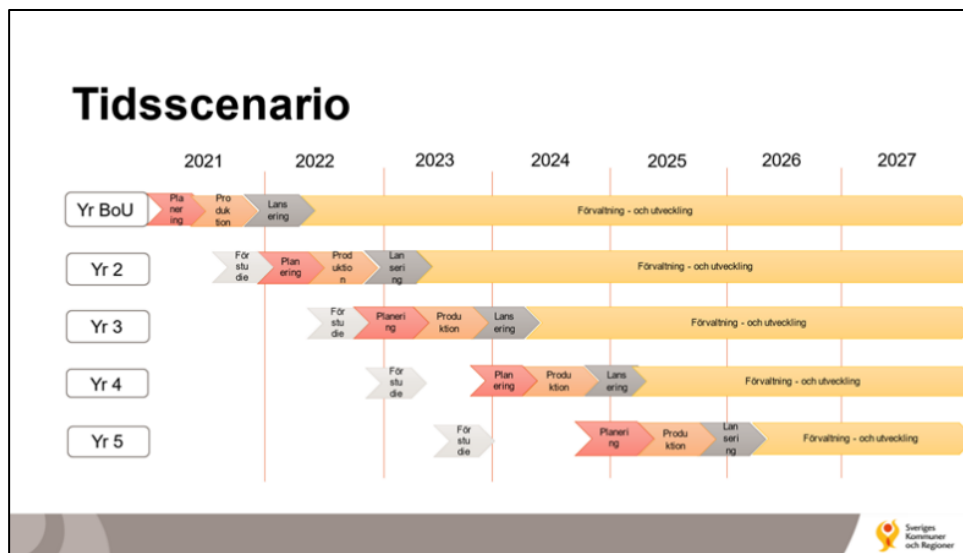 Tidsscenario
2021 2022 2023 2024 2025 2026 2027
Yr BoU
Pla
ner
ing
Pro
duk
tion
Lans
ering
Förvaltning - och utveckling
Yr 2
För
stu
die
Plan
ering
Prod
uktio
n
Lan
seri
ng
Förvaltning - och utveckling
Yr 3
För
stu
die
Planeri
ng
Produ
ktion
Lans
ering
Förvaltning - och utveckling
Yr 4
För
stu
die
Plan
ering
Produ
ktion
Lans
ering
Förvaltning - och utveckling
Yr 5
För
stu
die
Planeri
ng
Produ
ktion
Lan
seri
ng
Förvaltning - och utveckling
Sveriges
Kommuner
och Regioner